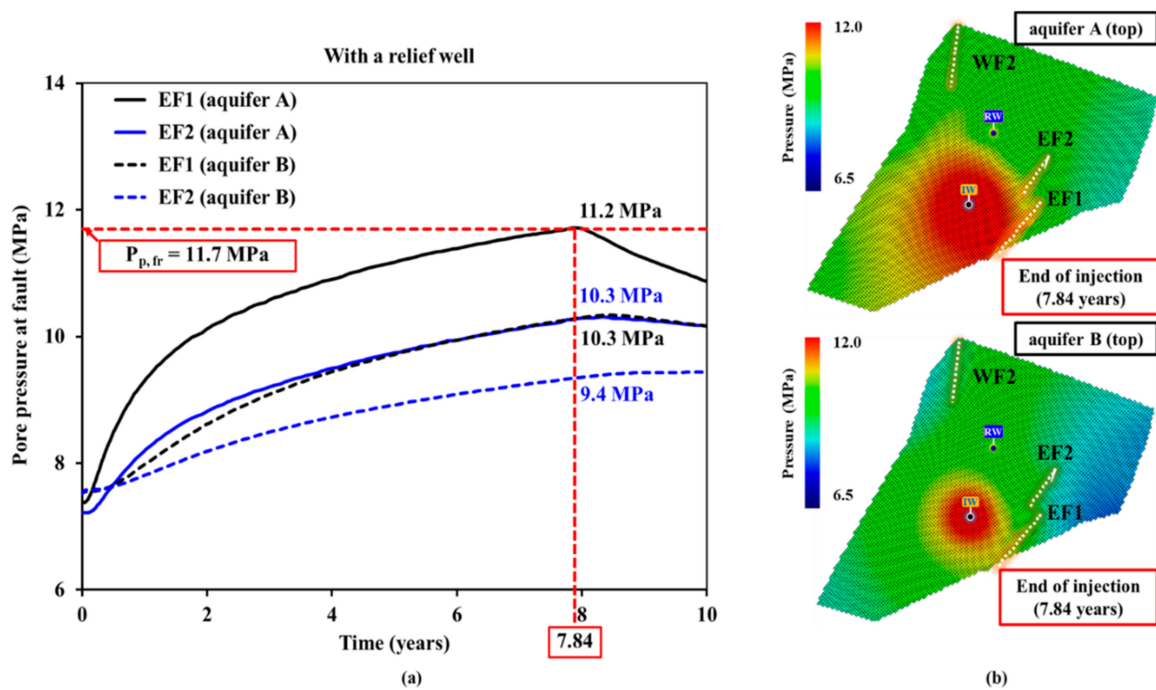 With a relief well
14
12
10
8
6
Pore pressure at fault (MPa)
EF1 (aquifer A)
EF2 (aquifer A)
EF1 (aquifer B)
EF2 (aquifer B)
11.2 MPa
Pp, fr = 11.7 MPa
10.3 MPa
10.3 MPa
9.4 MPa
0
2
4
6
8
10
7.84
Time (years)
(a)
12.0
Pressure (MPa)
6.5
aquifer A (top)
WF2
RW
EF2
IW
EF1
End of injection
(7.84 years)
12.0
Pressure (MPa)
6.5
aquifer B (top)
WF2
RW
EF2
IW
EF1
End of injection
(7.84 years)
(b)